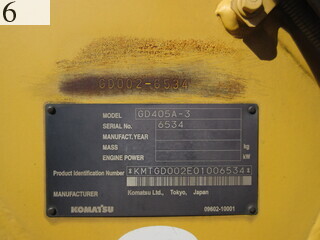 6
GD002-6534
MODEL GD405A-3
SERIAL No. 6534
MANUFACT.YEAR
MASS kg
ENGINE POWER kW
Product Identification Number *KMTGD002E01006534*
MANUFACTURER Komatsu Ltd., Tokyo, Japan
KOMATSU 09602-10001